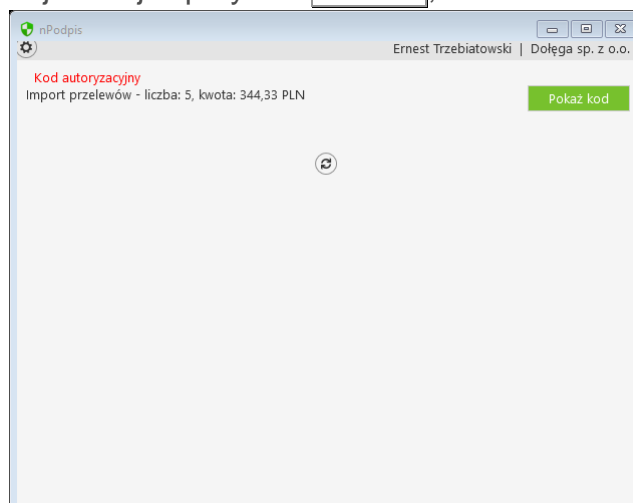 nPodpis
Ernest Trzebiatowski | Dołęga sp. z o.o.
Kod autoryzacyjny
Import przelewów - liczba: 5, kwota: 344,33 PLN
Pokaż kod